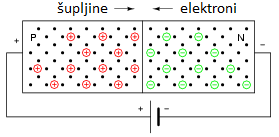 šupljine → ← elektroni
P N
+ −
+ −